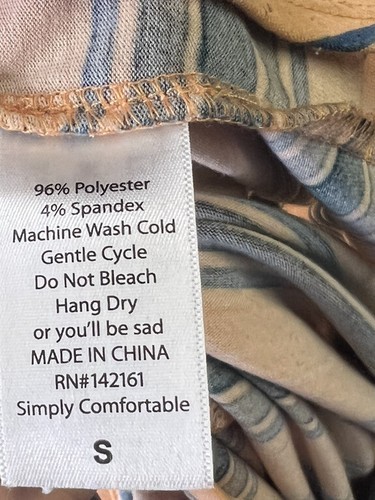 96% Polyester
4% Spandex
Machine Wash Cold
Gentle Cycle
Do Not Bleach
Hang Dry
or you'll be sad
MADE IN CHINA
RN#142161
Simply Comfortable
S